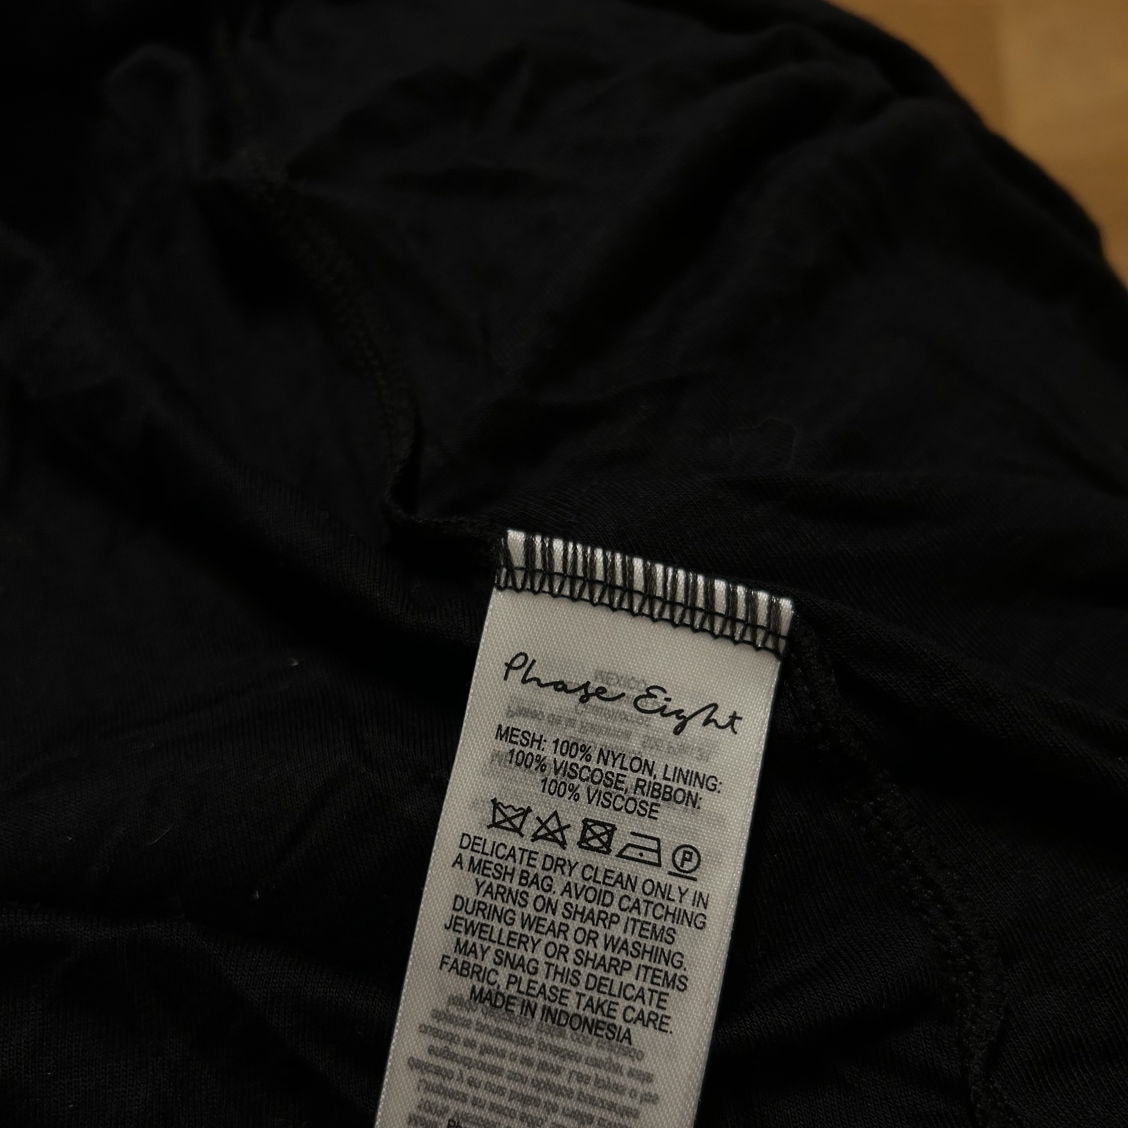 Phase Eight
MESH: 100% NYLON, LINING:
100% VISCOSE, RIBBON:
100% VISCOSE
P
DELICATE DRY CLEAN ONLY IN
A MESH BAG. AVOID CATCHING
YARNS ON SHARP ITEMS
DURING WEAR OR WASHING.
JEWELLERY OR SHARP ITEMS
MAY SNAG THIS DELICATE
FABRIC, PLEASE TAKE CARE.
MADE IN INDONESIA